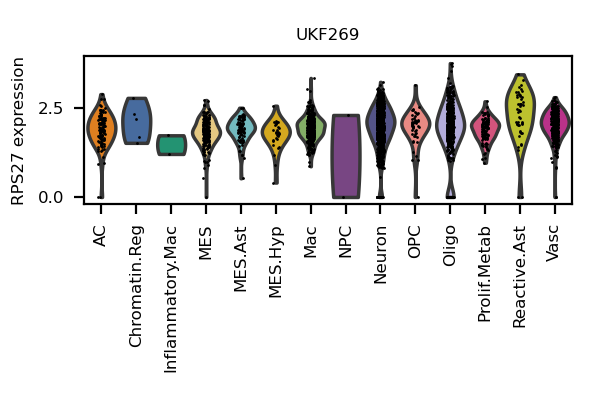 UKF269
RPS27 expression
2.5
0.0
AC
Chromatin.Reg
Inflammatory.Mac
MES
MES.Ast
MES.Hyp
Mac
NPC
Neuron
OPC
Oligo
Prolif.Metab
Reactive.Ast
Vasc